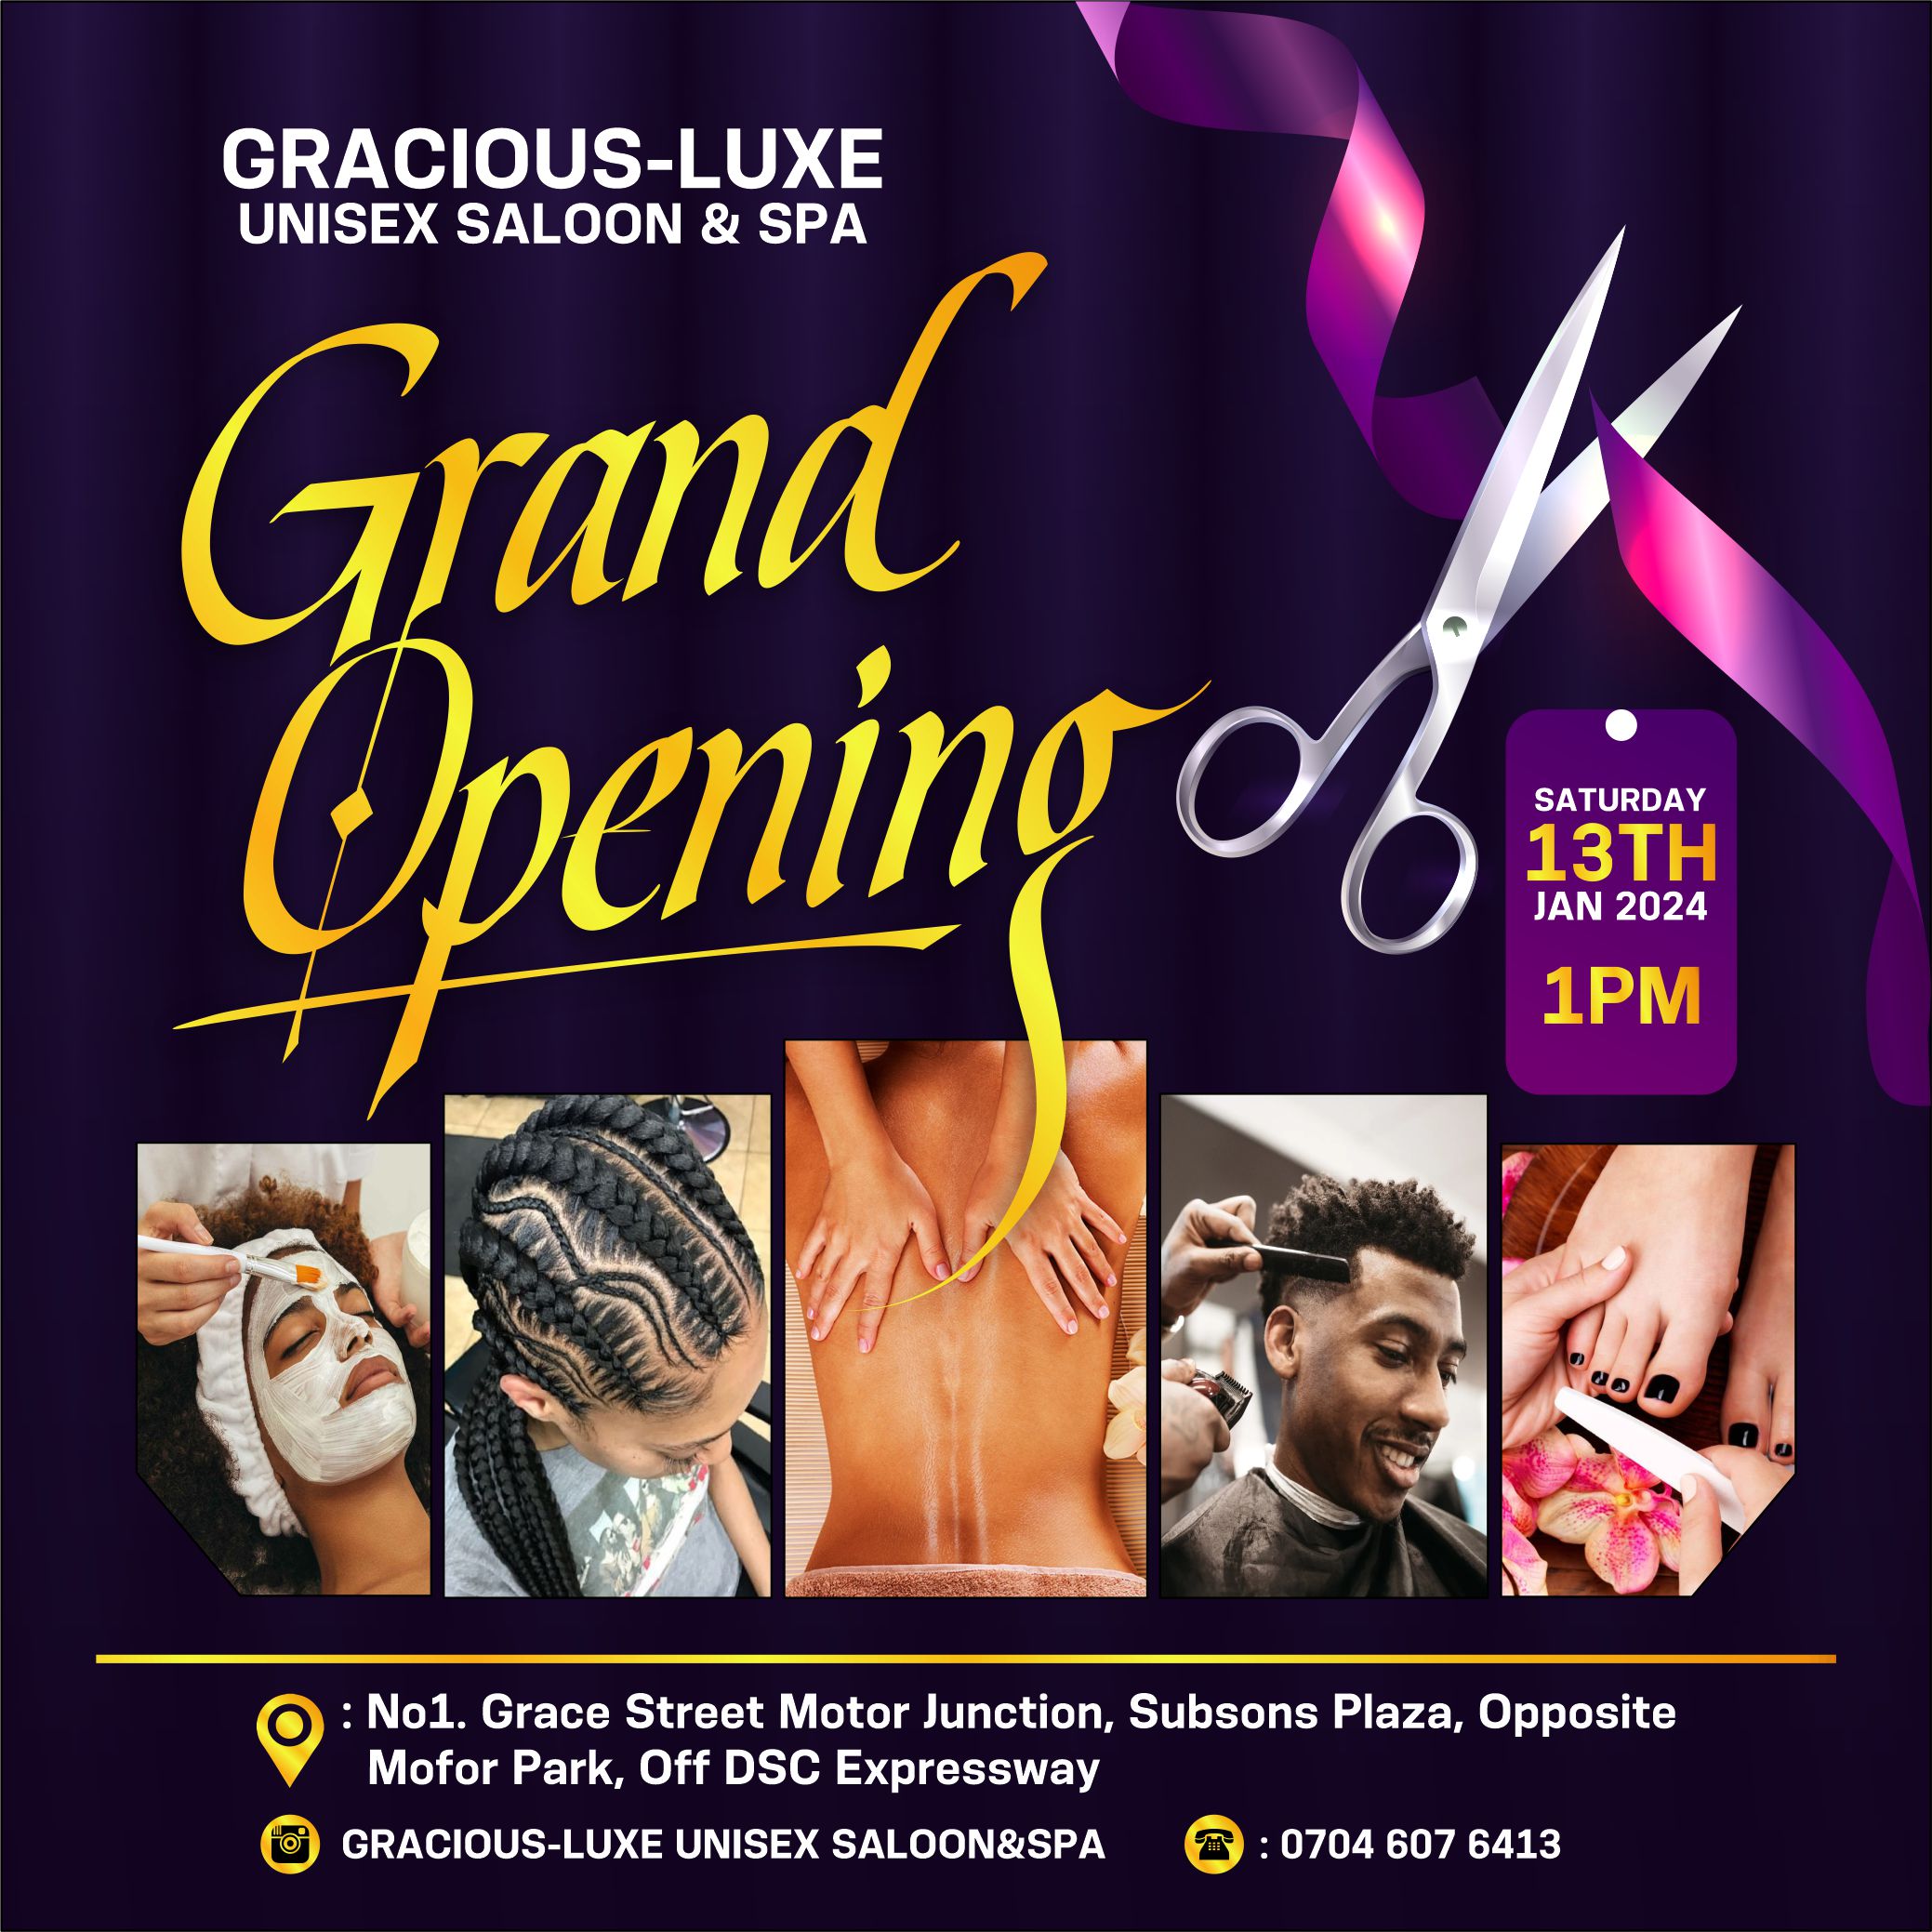 GRACIOUS-LUXE
UNISEX SALOON & SPA
Grand
Opening
SATURDAY
13TH
JAN 2024
1PM
: No1. Grace Street Motor Junction, Subsons Plaza, Opposite
Mofor Park, Off DSC Expressway
GRACIOUS-LUXE UNISEX SALOON&SPA
: 0704 607 6413